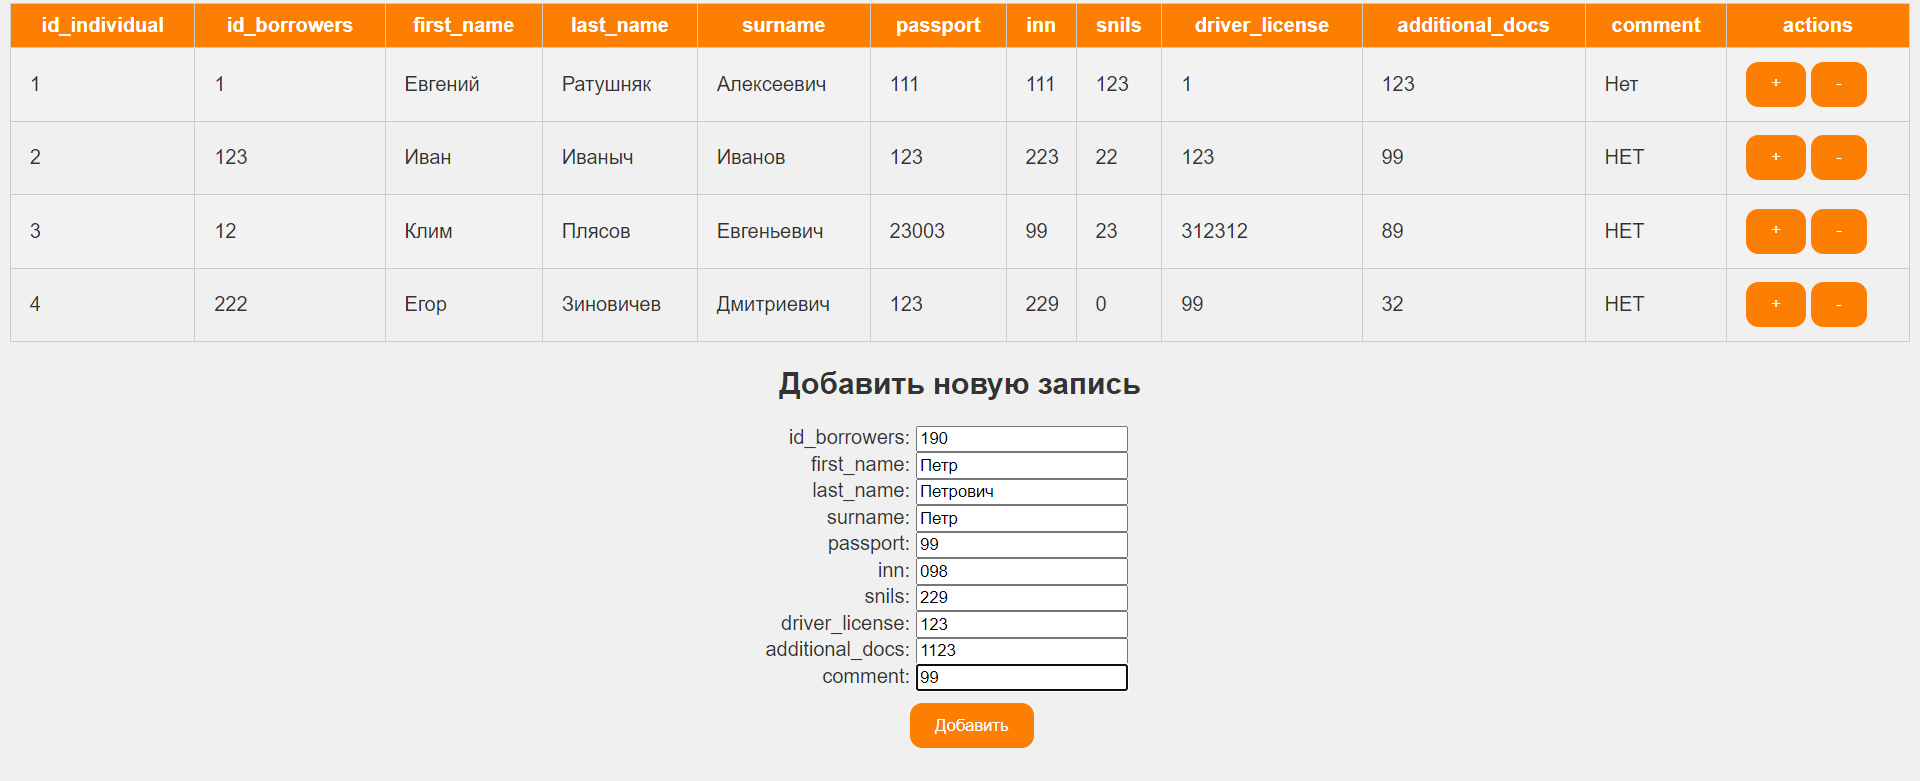 id_individual id_borrowers first_name last_name surname passport inn snils driver_license additional_docs comment actions
1 1 Евгений Ратушняк Алексеевич 111 111 123 1 123 Нет + -
2 123 Иван Иваныч Иванов 123 223 22 123 99 НЕТ + -
3 12 Клим Плясов Евгеньевич 23003 99 23 312312 89 НЕТ + -
4 222 Егор Зиновичев Дмитриевич 123 229 0 99 32 НЕТ + -
Добавить новую запись
id_borrowers: 190
first_name: Петр
last_name: Петрович
surname: Петр
passport: 99
inn: 098
snils: 229
driver_license: 123
additional_docs: 1123
comment: 99
Добавить